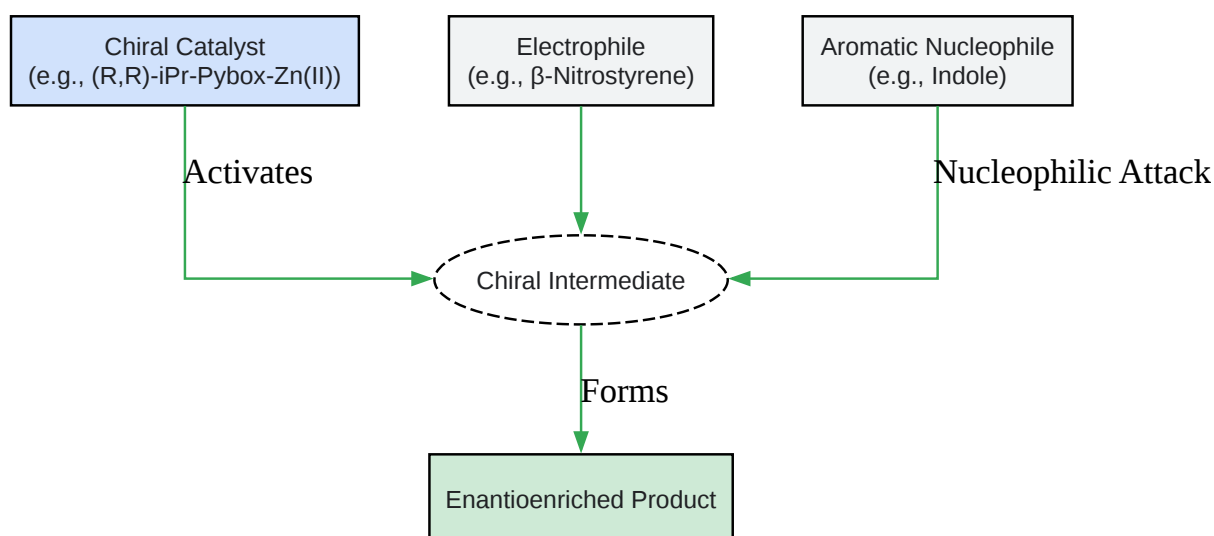 Chiral Catalyst
(e.g., (R,R)-iPr-Pybox-Zn(II))
Electrophile
(e.g., β-Nitrostyrene)
Aromatic Nucleophile
(e.g., Indole)
Activates
Nucleophilic Attack
Chiral Intermediate
Forms
Enantioenriched Product